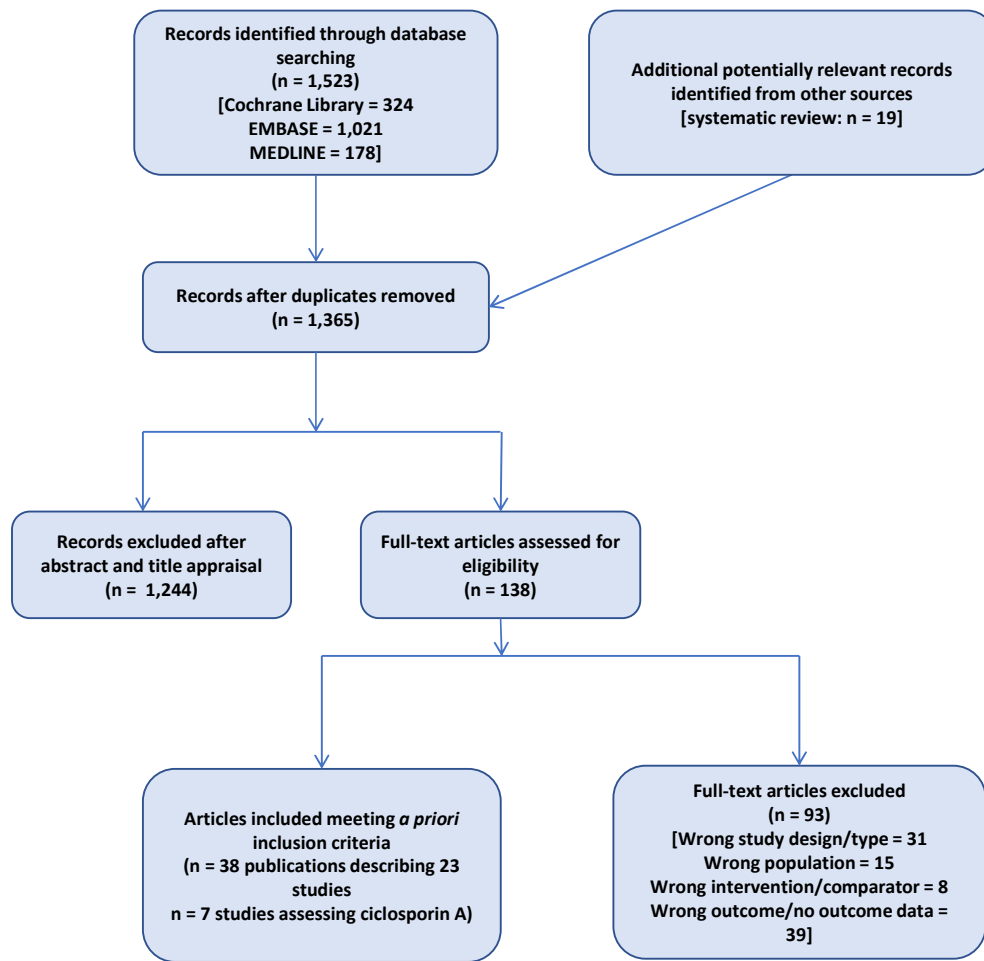 Records identified through database
searching
(n = 1,523)
[Cochrane Library = 324
EMBASE = 1,021
MEDLINE = 178]
Additional potentially relevant records
identified from other sources
[systematic review: n = 19]
Records after duplicates removed
(n = 1,365)
Records excluded after
abstract and title appraisal
(n = 1,244)
Full-text articles assessed for
eligibility
(n = 138)
Articles included meeting a priori
inclusion criteria
(n = 38 publications describing 23
studies
n = 7 studies assessing ciclosporin A)
Full-text articles excluded
(n = 93)
[Wrong study design/type = 31
Wrong population = 15
Wrong intervention/comparator = 8
Wrong outcome/no outcome data =
39]